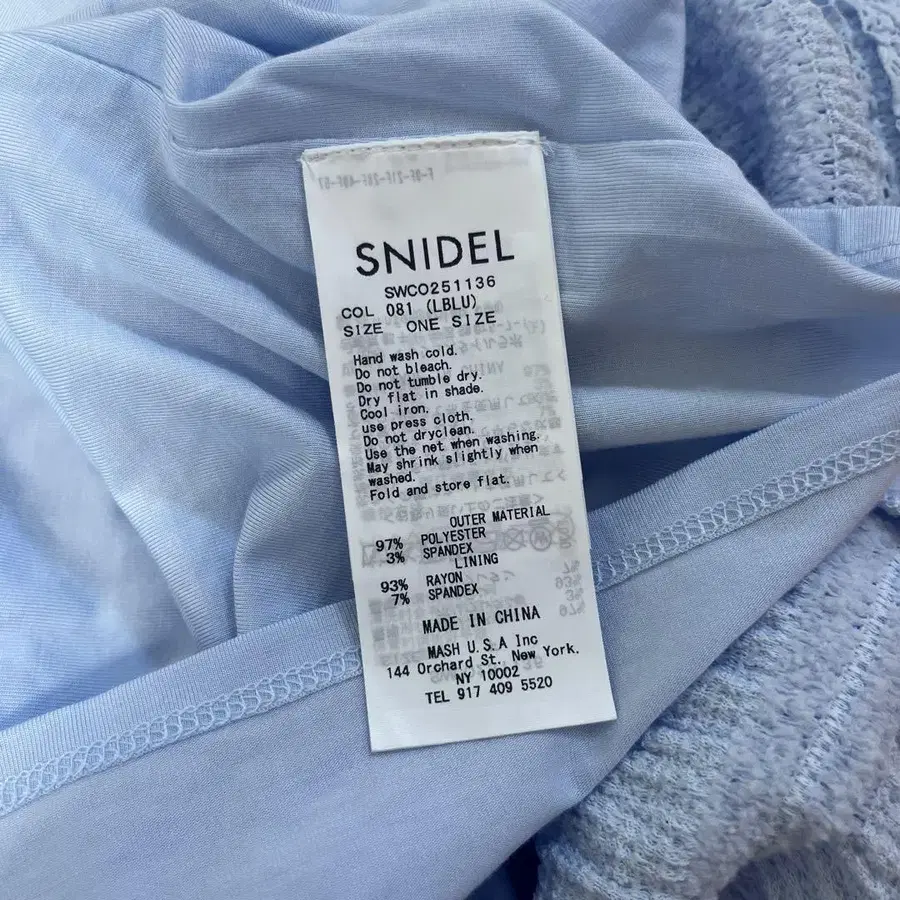 SNIDEL
SWCO251136
COL 081 (LBLU)
SIZE ONE SIZE
Hand wash cold.
Do not bleach.
Do not tumble dry.
Dry flat in shade.
Cool iron.
use press cloth.
Do not dryclean.
Use the net when washing.
May shrink slightly when
washed.
Fold and store flat.
OUTER MATERIAL
97% POLYESTER
3% SPANDEX
LINING
93% RAYON
7% SPANDEX
MADE IN CHINA
MASH U.S.A Inc
144 Orchard St. New York.
NY 10002
TEL 917 409 5520